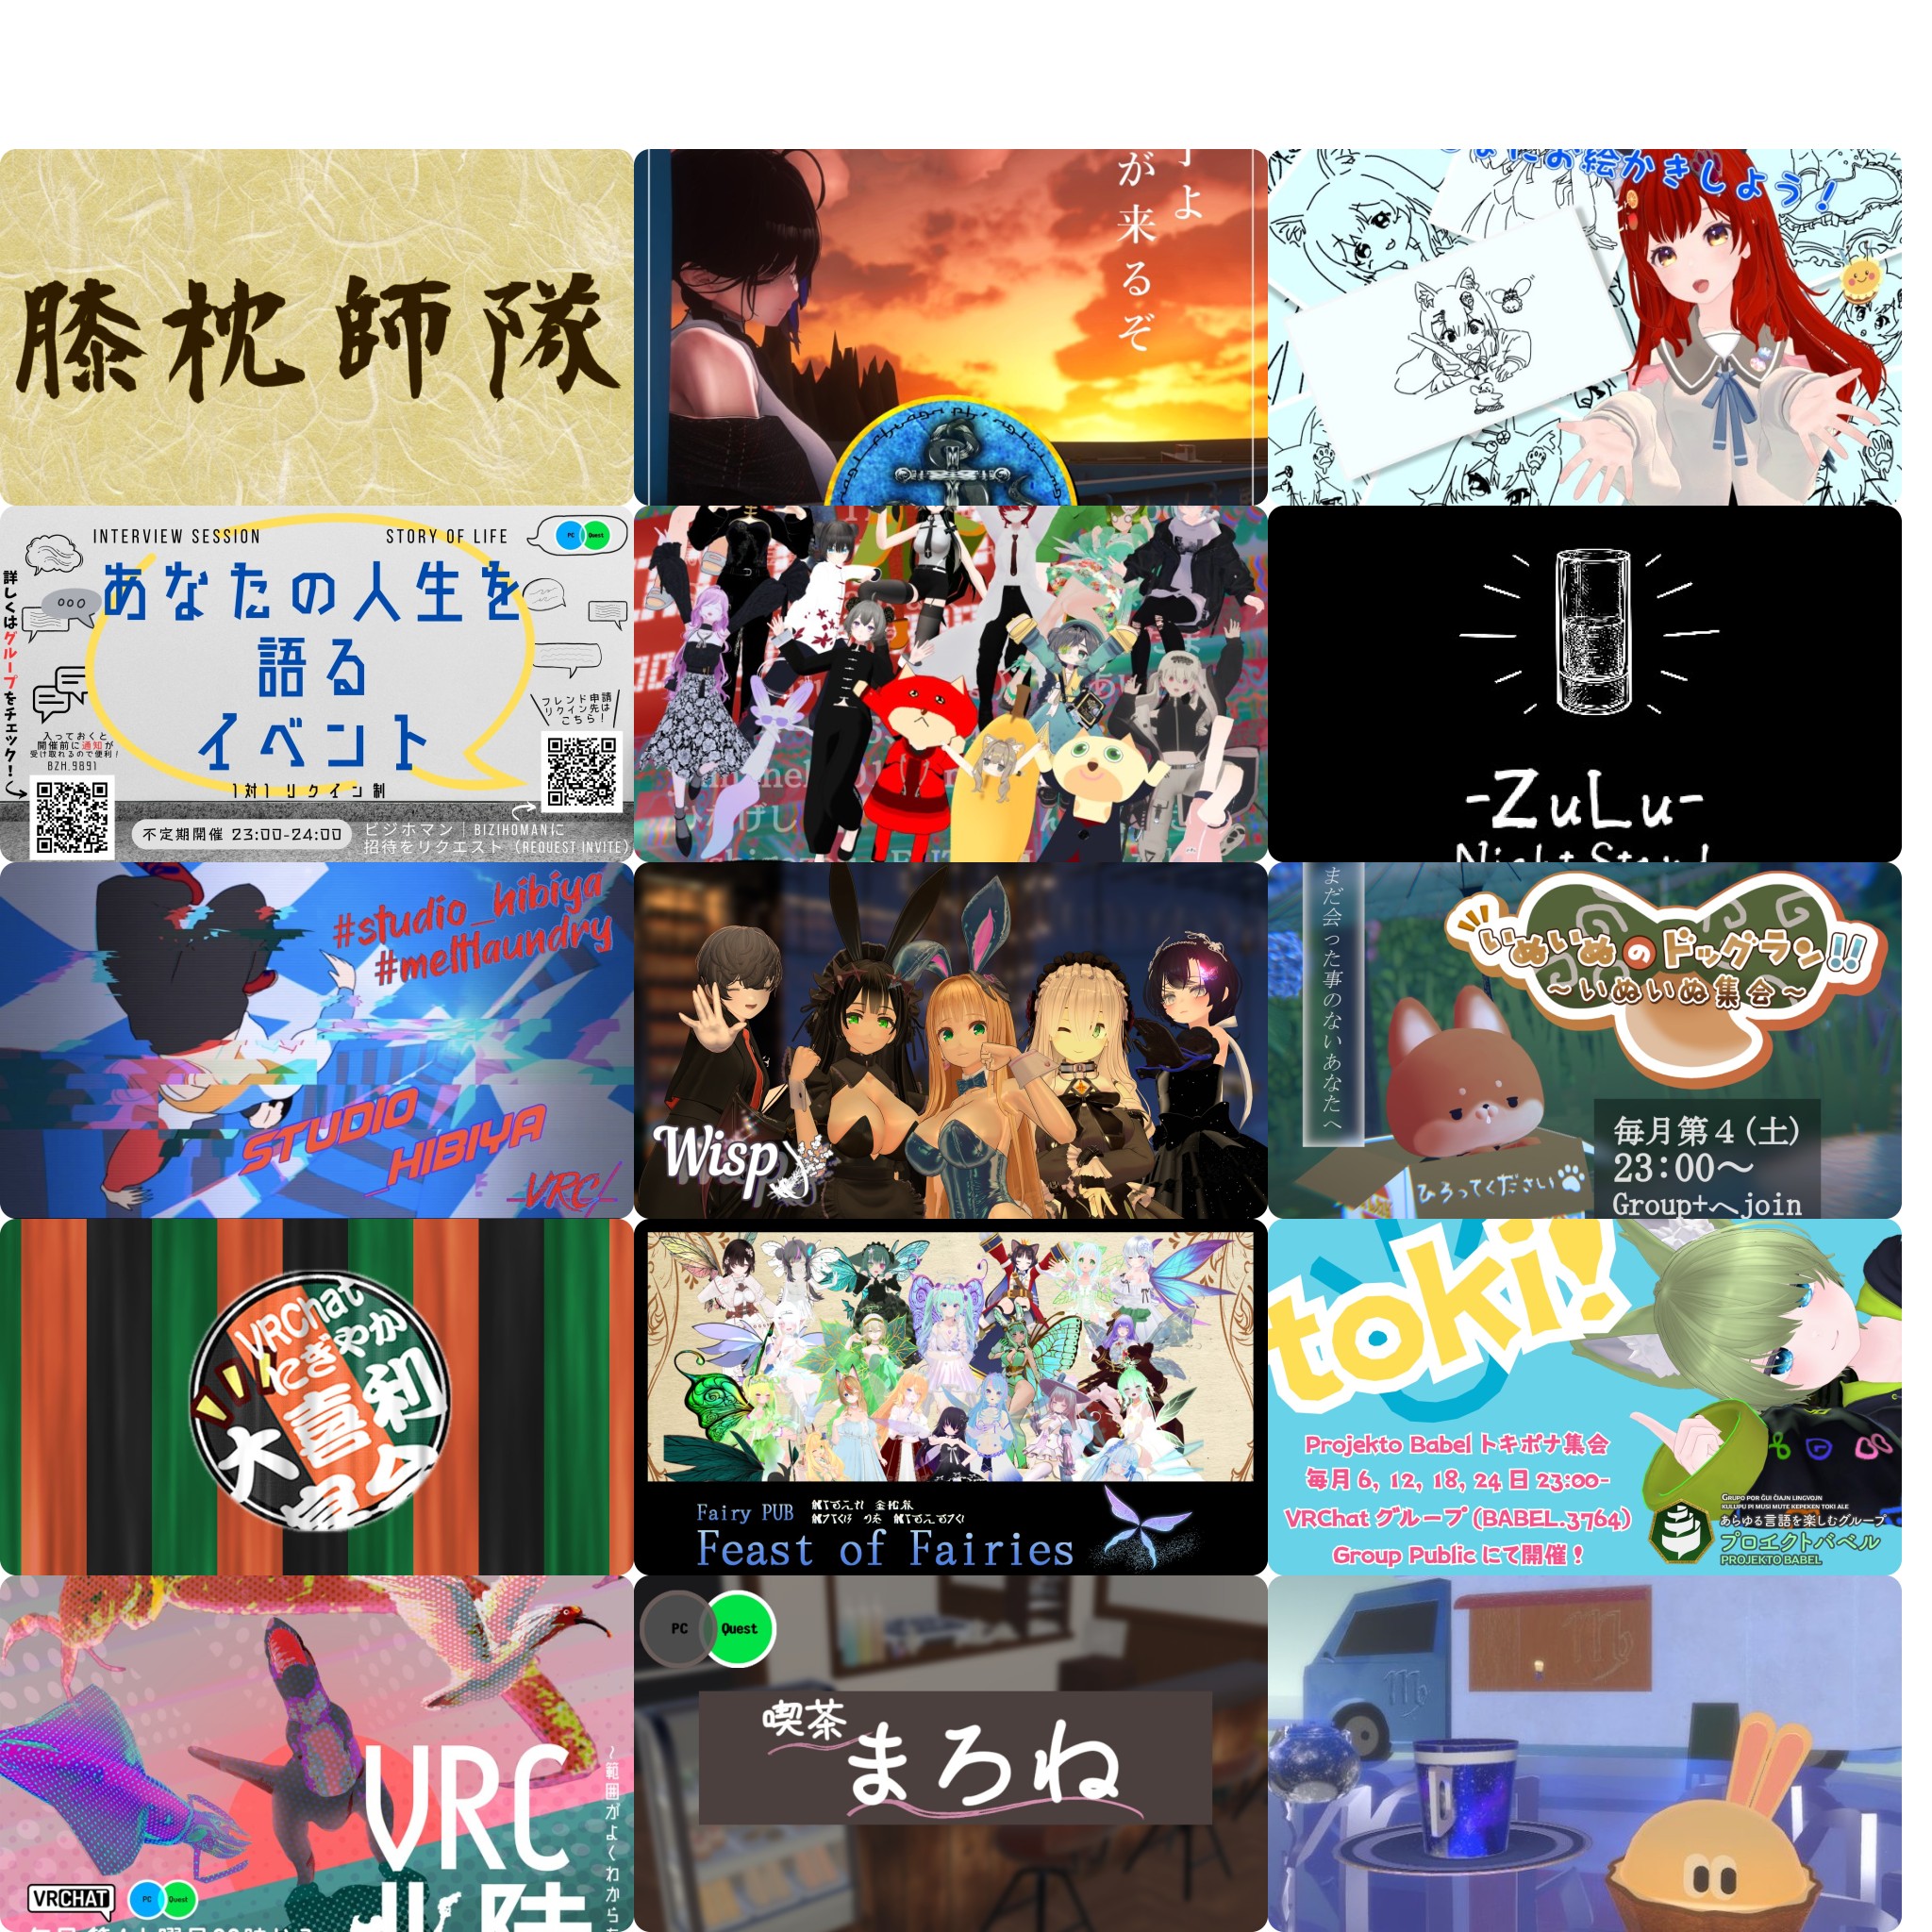 膝枕師隊
よ
が来るぞ
お絵かきしよう!
INTERVIEW SESSION
STORY OF LIFE
PC Quest
あなたの人生を
語る
イベント
1対1リクイン制
詳しくはグループをチェック!
入っておくと
開催前に通知が
受け取れるので便利!
BZH.9891
フレンド申請
リクイン先は
こちら!
不定期開催 23:00-24:00
ビジホマン|BIZIHOMANに
招待をリクエスト (REQUEST INVITE)
-ZuLu-
#studio_hibiya
#meltlaundry
STUDIO
_HIBIYA
VRC/
Wisp
まだ会った事のないあなたへ
いぬいぬのドッグラン!!
~いぬいぬ集会~
ひろってください
毎月第4(土)
23:00~
Group+へjoin
VRChat
にぎやか
大喜利
Fairy PUB
Feast of Fairies
toki!
Projekto Babel トキポナ集会
毎月 6, 12, 18, 24 日 23:00-
VRChat グループ (BABEL.3764)
Group Public にて開催!
GRUPO POR ĈIUJ ĈIAJN LINGVOJN
KULUPU PI MUSI MUTE KEPEKEN TOKI ALE
あらゆる言語を楽しむグループ
プロエクトバベル
PROJEKTO BABEL
VRC
~範囲がよくわから
VRCHAT
PC Quest
PC Quest
喫茶
まろね